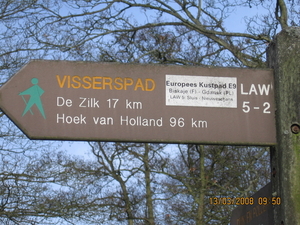 VISSERSPAD
De Zilk 17 km
Hoek van Holland 96 km
Europees Kustpad E9
LAW
5-2
13/03/2008 09:50